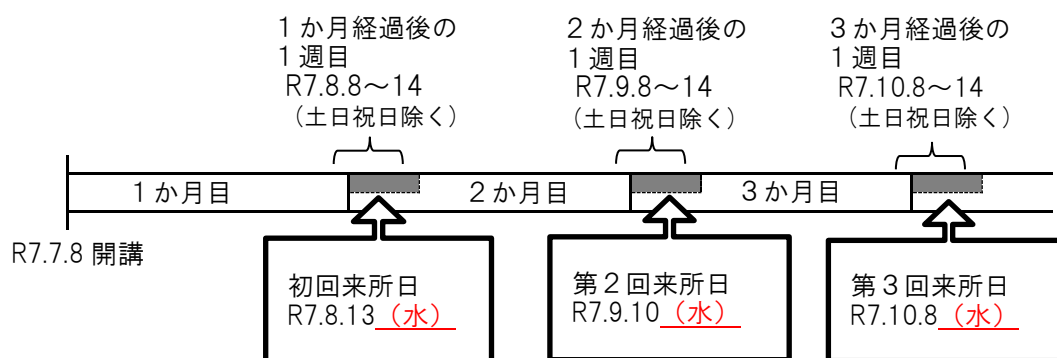 １か月経過後の
１週目
R7.8.8～14
（土日祝日除く）
２か月経過後の
１週目
R7.9.8～14
（土日祝日除く）
３か月経過後の
１週目
R7.10.8～14
（土日祝日除く）
１か月目
２か月目
３か月目
R7.7.8 開講
初回来所日
R7.8.13（水）
第２回来所日
R7.9.10（水）
第３回来所日
R7.10.8（水）